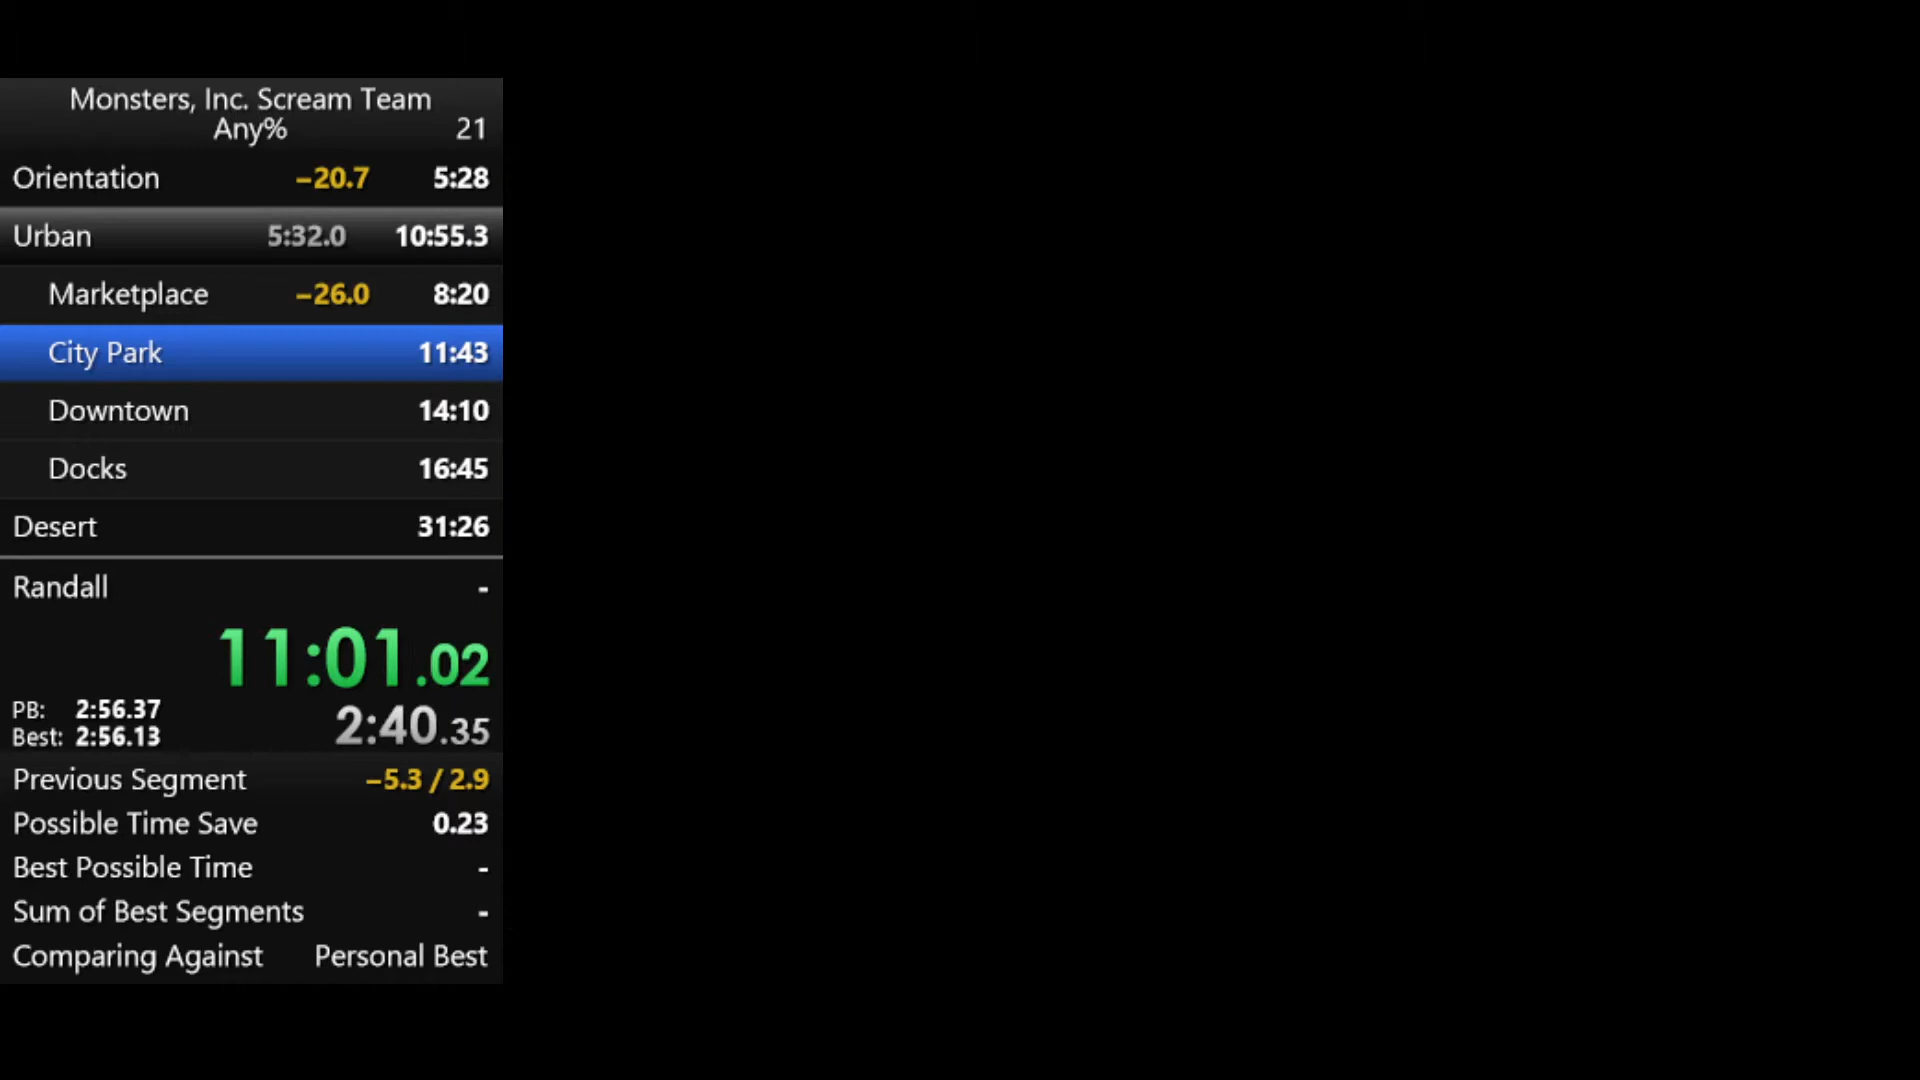 Monsters, Inc. Scream Team
Any% 21
Orientation −20.7 5:28
Urban 5:32.0 10:55.3
Marketplace −26.0 8:20
City Park 11:43
Downtown 14:10
Docks 16:45
Desert 31:26
Randall -
11:01.02
PB: 2:56.37
Best: 2:56.13
2:40.35
Previous Segment −5.3 / 2.9
Possible Time Save 0.23
Best Possible Time -
Sum of Best Segments -
Comparing Against Personal Best